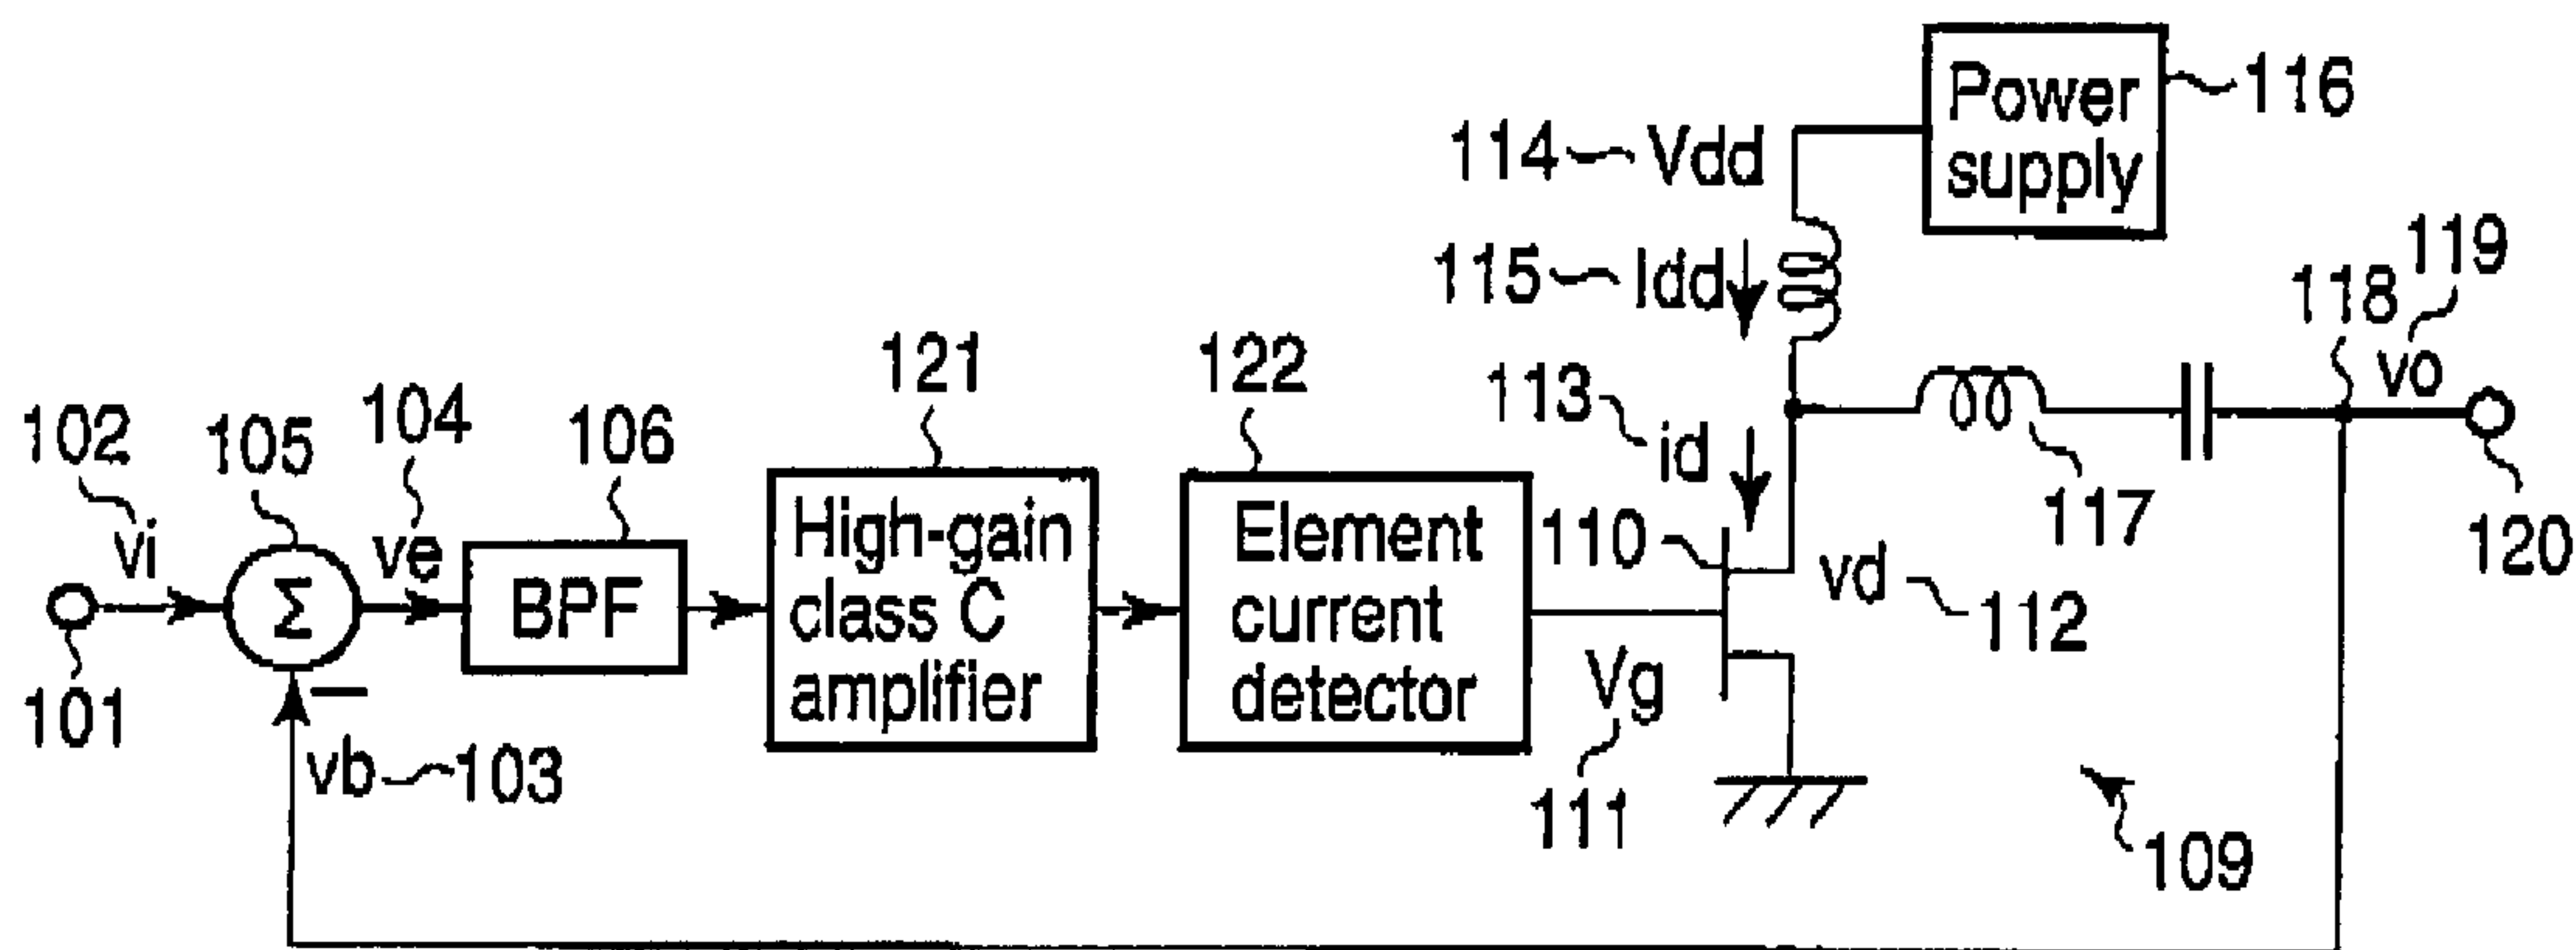 Power
supply
116
114
Vdd
119
115
Idd
118
vo
121
122
113
id
102
105
104
106
117
120
vi
Σ
ve
BPF
High-gain
class C
amplifier
Element
current
detector
110
vd
112
101
vb
103
Vg
111
109